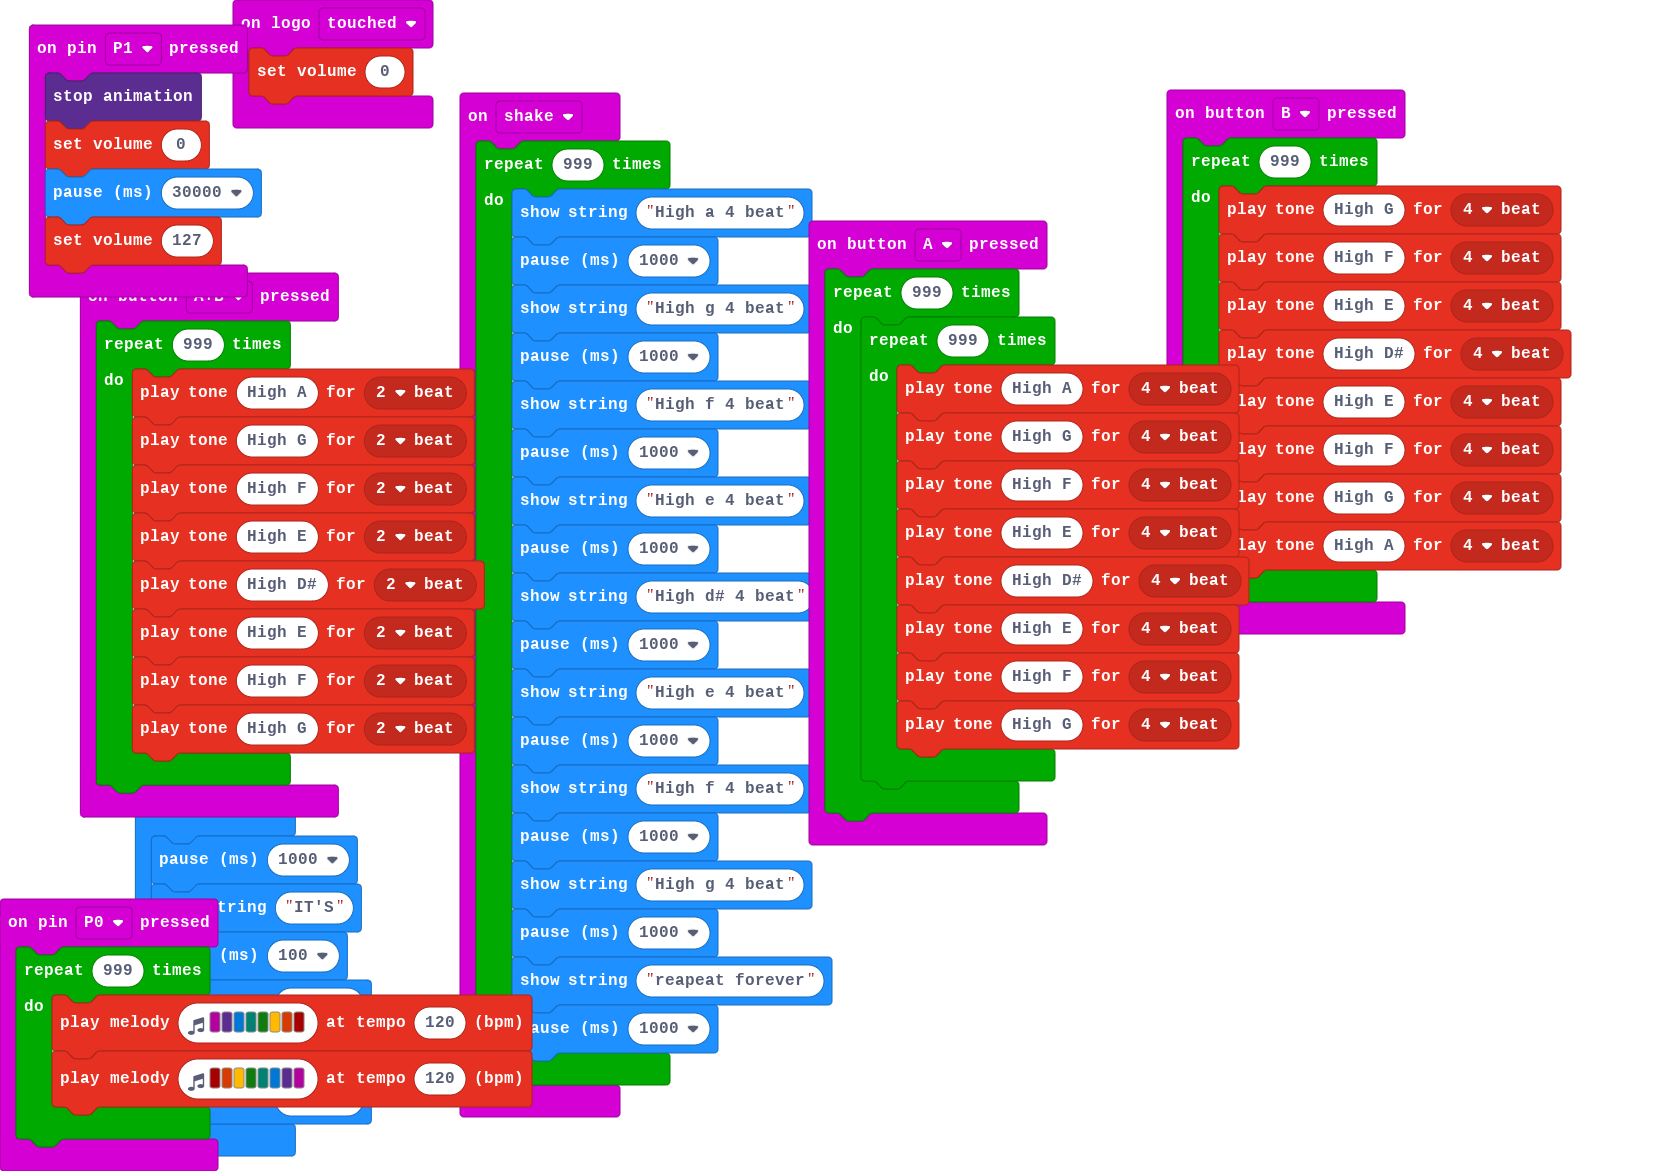 on logo touched
set volume 0
on pin P1 pressed
stop animation
set volume 0
pause (ms) 30000
set volume 127
on button A+B pressed
repeat 999 times
do
play tone High A for 2 beat
play tone High G for 2 beat
play tone High F for 2 beat
play tone High E for 2 beat
play tone High D# for 2 beat
play tone High E for 2 beat
play tone High F for 2 beat
play tone High G for 2 beat
pause (ms) 1000
tring "IT'S"
(ms) 100
on pin P0 pressed
repeat 999 times
do
play melody at tempo 120 (bpm)
play melody at tempo 120 (bpm)
on shake
repeat 999 times
do
show string "High a 4 beat"
pause (ms) 1000
show string "High g 4 beat"
pause (ms) 1000
show string "High f 4 beat"
pause (ms) 1000
show string "High e 4 beat"
pause (ms) 1000
show string "High d# 4 beat"
pause (ms) 1000
show string "High e 4 beat"
pause (ms) 1000
show string "High f 4 beat"
pause (ms) 1000
show string "High g 4 beat"
pause (ms) 1000
show string "reapeat forever"
ause (ms) 1000
on button A pressed
repeat 999 times
do
repeat 999 times
do
play tone High A for 4 beat
play tone High G for 4 beat
play tone High F for 4 beat
play tone High E for 4 beat
play tone High D# for 4 beat
play tone High E for 4 beat
play tone High F for 4 beat
play tone High G for 4 beat
on button B pressed
repeat 999 times
do
play tone High G for 4 beat
play tone High F for 4 beat
play tone High E for 4 beat
play tone High D# for 4 beat
lay tone High E for 4 beat
play tone High F for 4 beat
lay tone High G for 4 beat
lay tone High A for 4 beat